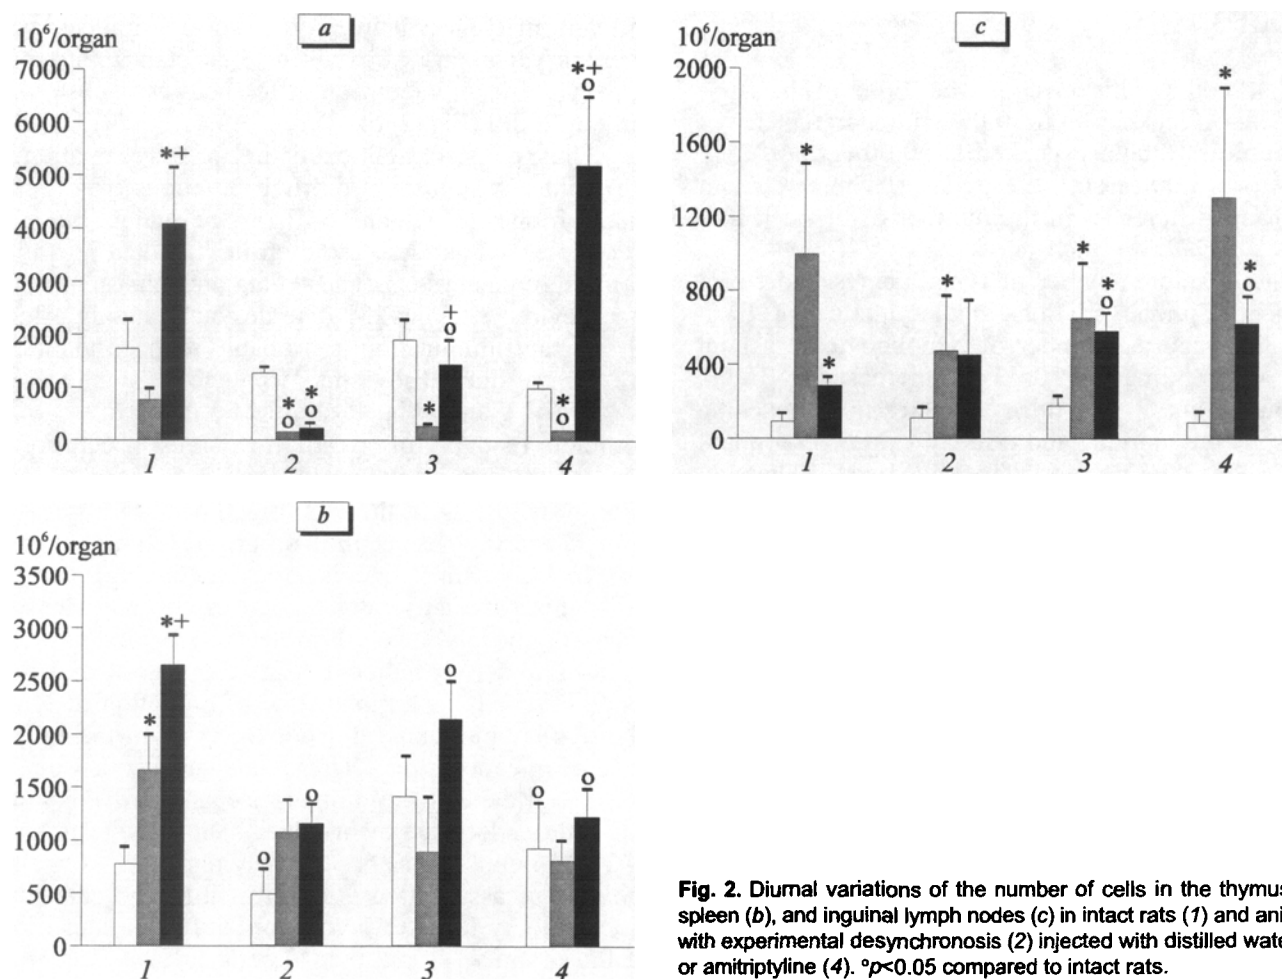 a
10⁶/organ
7000
6000
5000
4000
3000
2000
1000
0
*+
*
o
*
o
*
+
o
*
o
*+
o
1 2 3 4
c
10⁶/organ
2000
1600
1200
800
400
0
*
*
*
*
*
o
*
*
o
1 2 3 4
b
10⁶/organ
3500
3000
2500
2000
1500
1000
500
0
*
*+
o
o
o
o
o
1 2 3 4
Fig. 2. Diurnal variations of the number of cells in the thymus
spleen (b), and inguinal lymph nodes (c) in intact rats (1) and ani
with experimental desynchronosis (2) injected with distilled wate
or amitriptyline (4). °p<0.05 compared to intact rats.